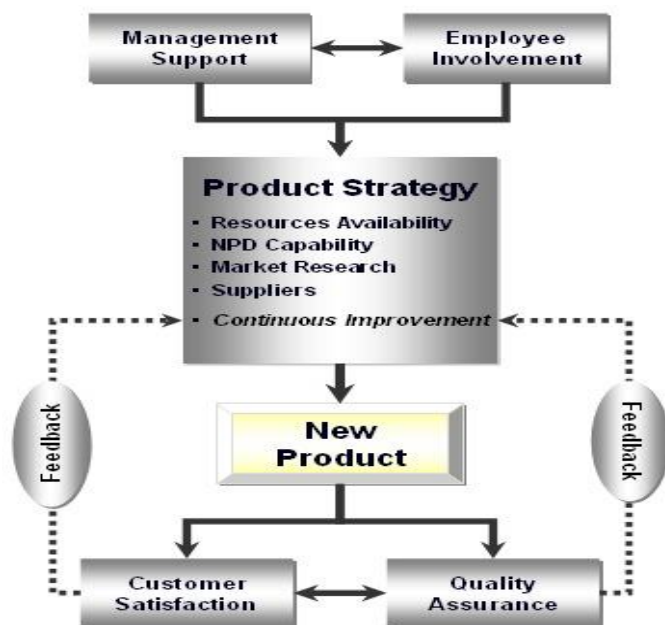 Management
Support
Employee
Involvement
Product Strategy
▪ Resources Availability
▪ NPD Capability
▪ Market Research
▪ Suppliers
▪ Continuous Improvement
Feedback
Feedback
New
Product
Customer
Satisfaction
Quality
Assurance